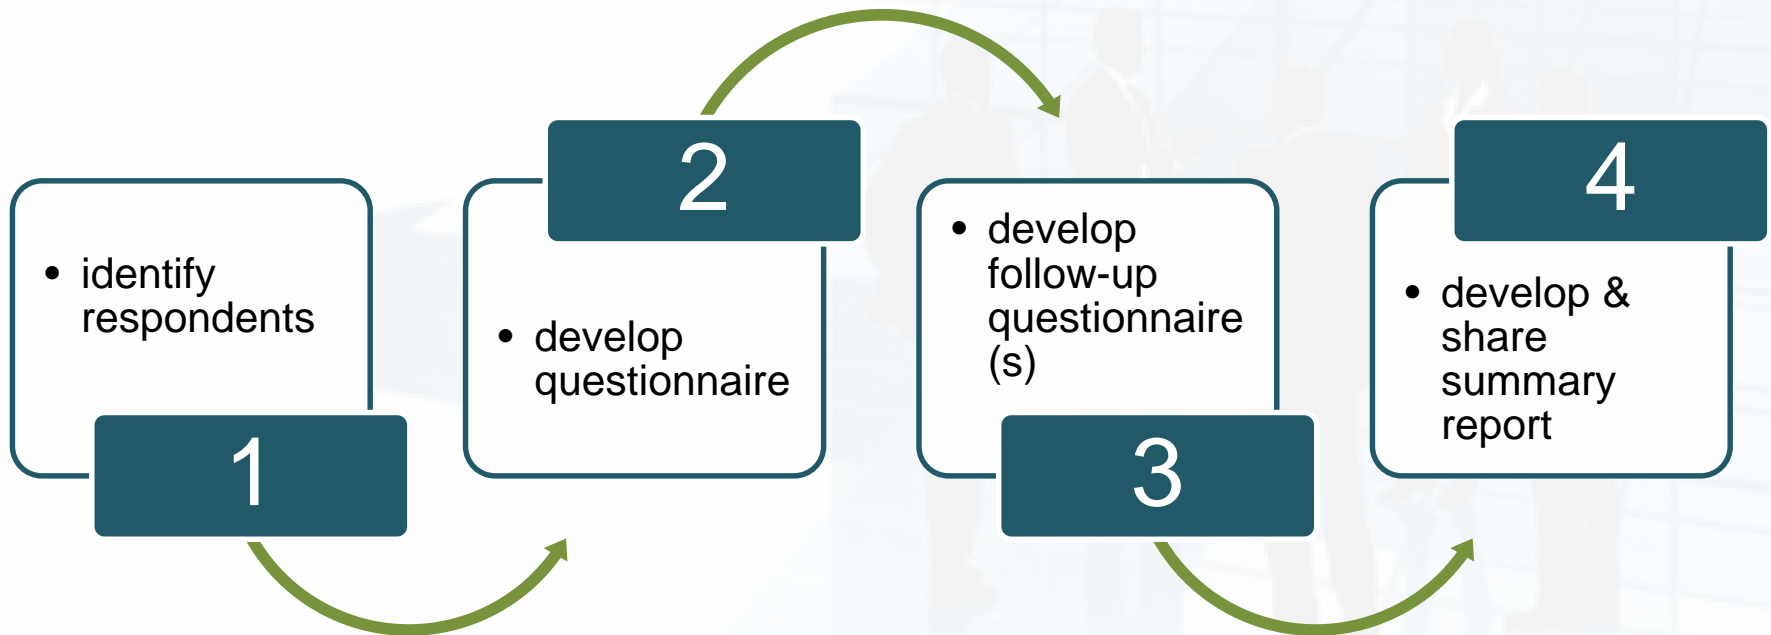 • identify
respondents
1
2
• develop
questionnaire
• develop
follow-up
questionnaire
(s)
3
4
• develop &
share
summary
report